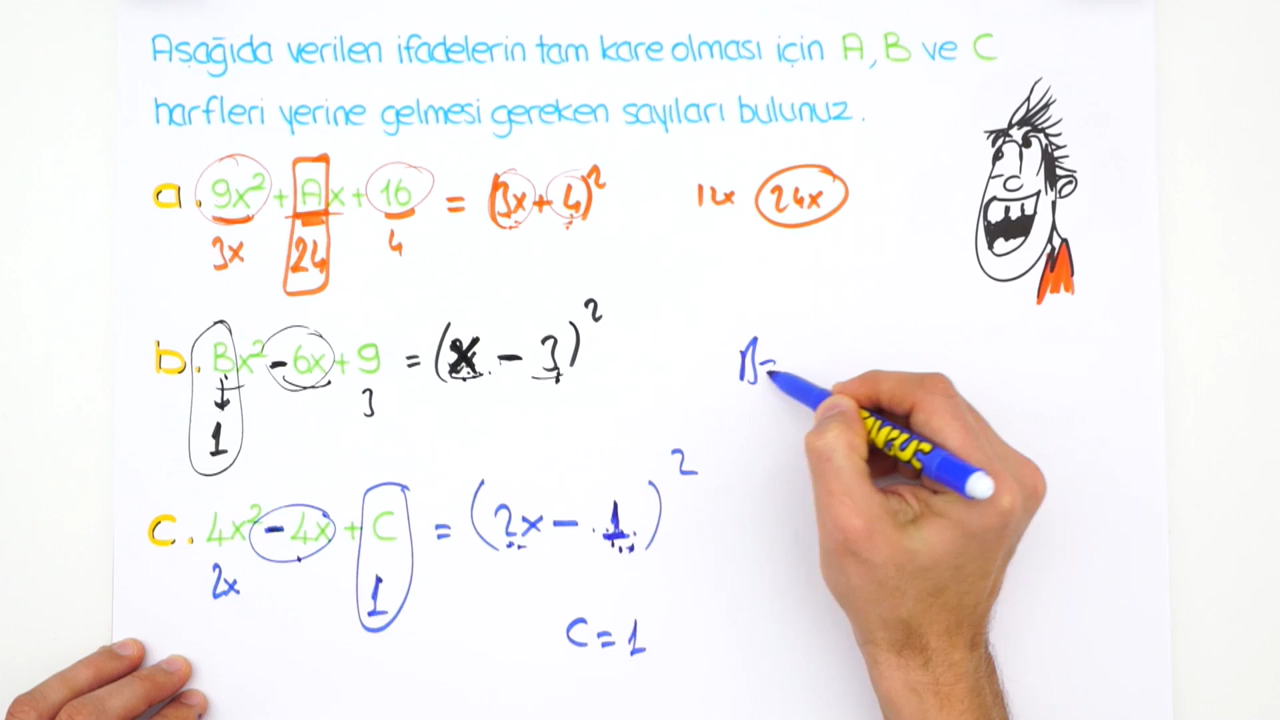 Aşağıda verilen ifadelerin tam kare olması için A, B ve C
harfleri yerine gelmesi gereken sayıları bulunuz.
a. 9x² + Ax + 16 = (3x + 4)² 12x 24x
3x 24 4
b. Bx² - 6x + 9 = (x - 3)²
3
1
B=
c. 4x² - 4x + C = (2x - 1)²
2x 1
C = 1